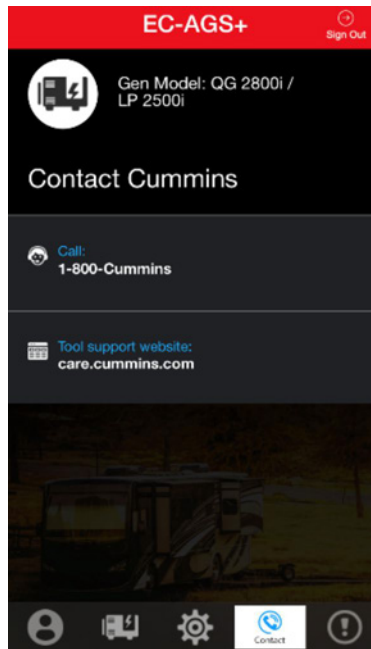 EC-AGS+
Sign Out
Gen Model: QG 2800i /
LP 2500i
Contact Cummins
Call:
1-800-Cummins
Tool support website:
care.cummins.com
Contact